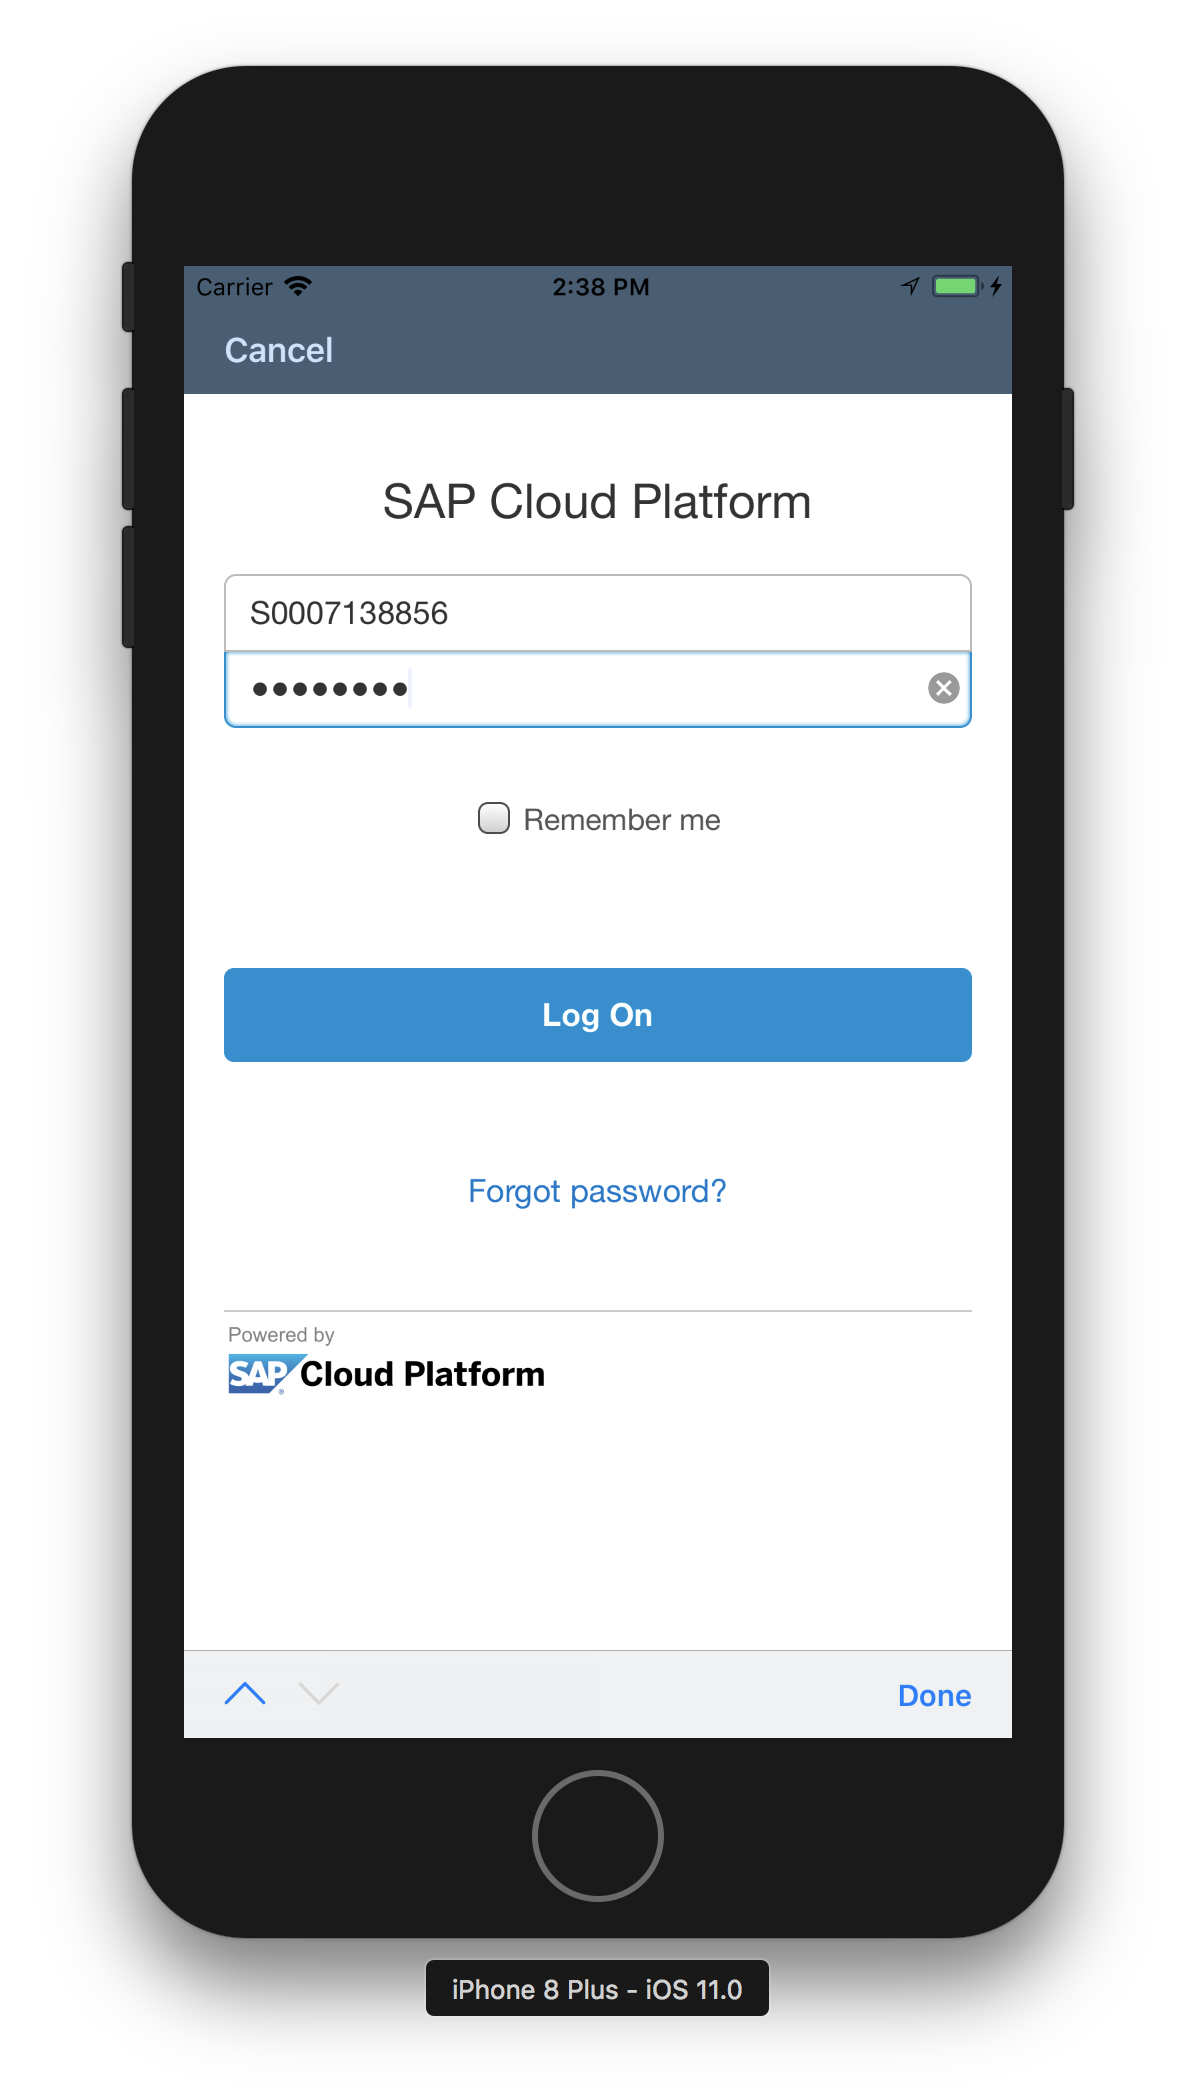 Carrier 2:38 PM
Cancel
SAP Cloud Platform
S0007138856
••••••••
Remember me
Log On
Forgot password?
Powered by
SAP® Cloud Platform
Done
iPhone 8 Plus - iOS 11.0